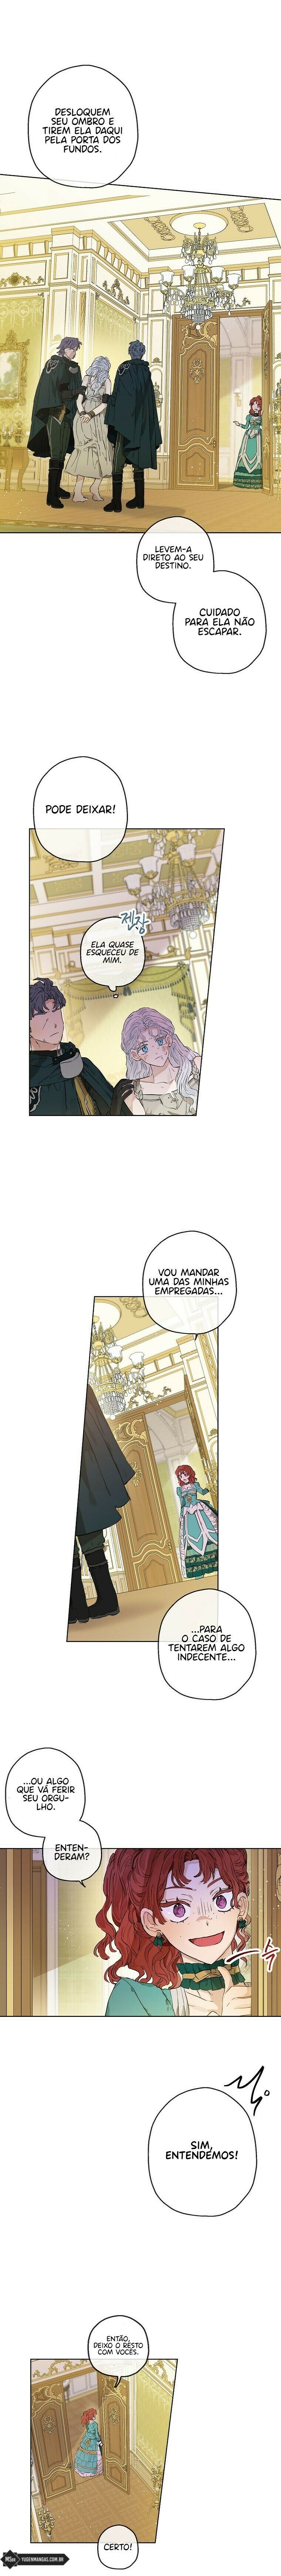 DESLOQUEM
SEU OMBRO E
TIREM ELA DAQUI
PELA PORTA DOS
FUNDOS.
LEVEM-A
DIRETO AO SEU
DESTINO.
CUIDADO
PARA ELA NÃO
ESCAPAR.
PODE DEIXAR!
젠장
ELA QUASE
ESQUECEU DE
MIM.
VOU MANDAR
UMA DAS MINHAS
EMPREGADAS...
...PARA
O CASO DE
TENTAREM ALGO
INDECENTE...
...OU ALGO
QUE VÁ FERIR
SEU ORGU-
LHO.
ENTEN-
DERAM?
SIM,
ENTENDEMOS!
ENTÃO,
DEIXO O RESTO
COM VOCÊS.
YUGENMANGAS.COM.BR
CERTO!